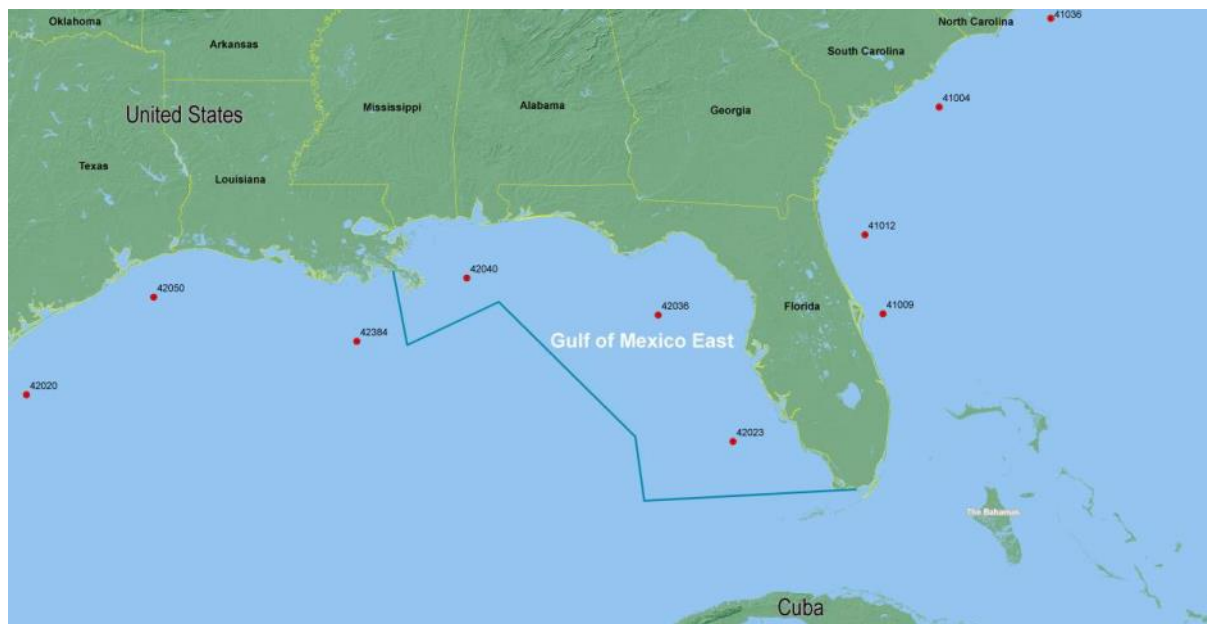 Oklahoma
North Carolina
41036
Arkansas
South Carolina
United States
Mississippi
Alabama
Georgia
41004
Texas
Louisiana
41012
42040
42050
42036
Florida
41009
42384
Gulf of Mexico East
42020
42023
The Bahamas
Cuba